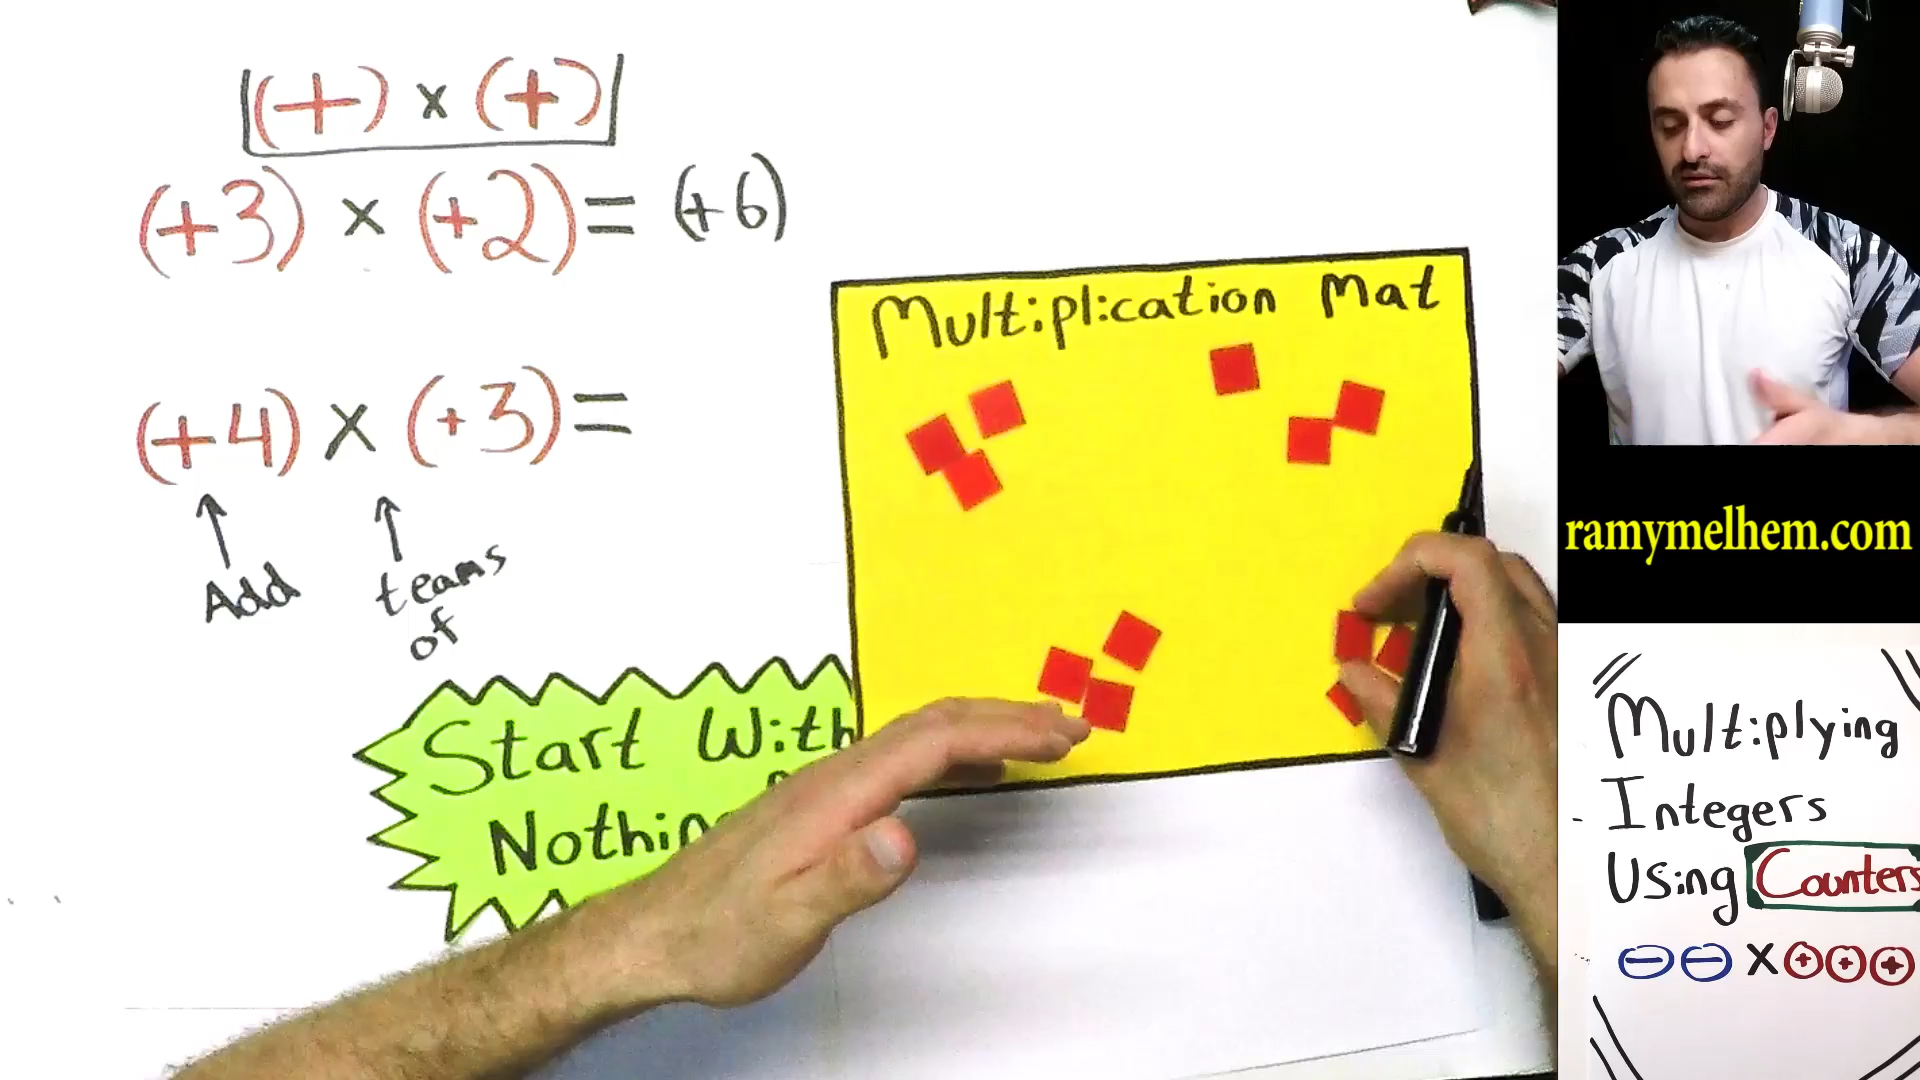 (+) x (+)
(+3) x (+2) = (+6)
(+4) x (+3) =
Add
teams
of
Start With
Multiplication Mat
ramymelhem.com
Multiplying
Integers
Using Counters
− − x + + +